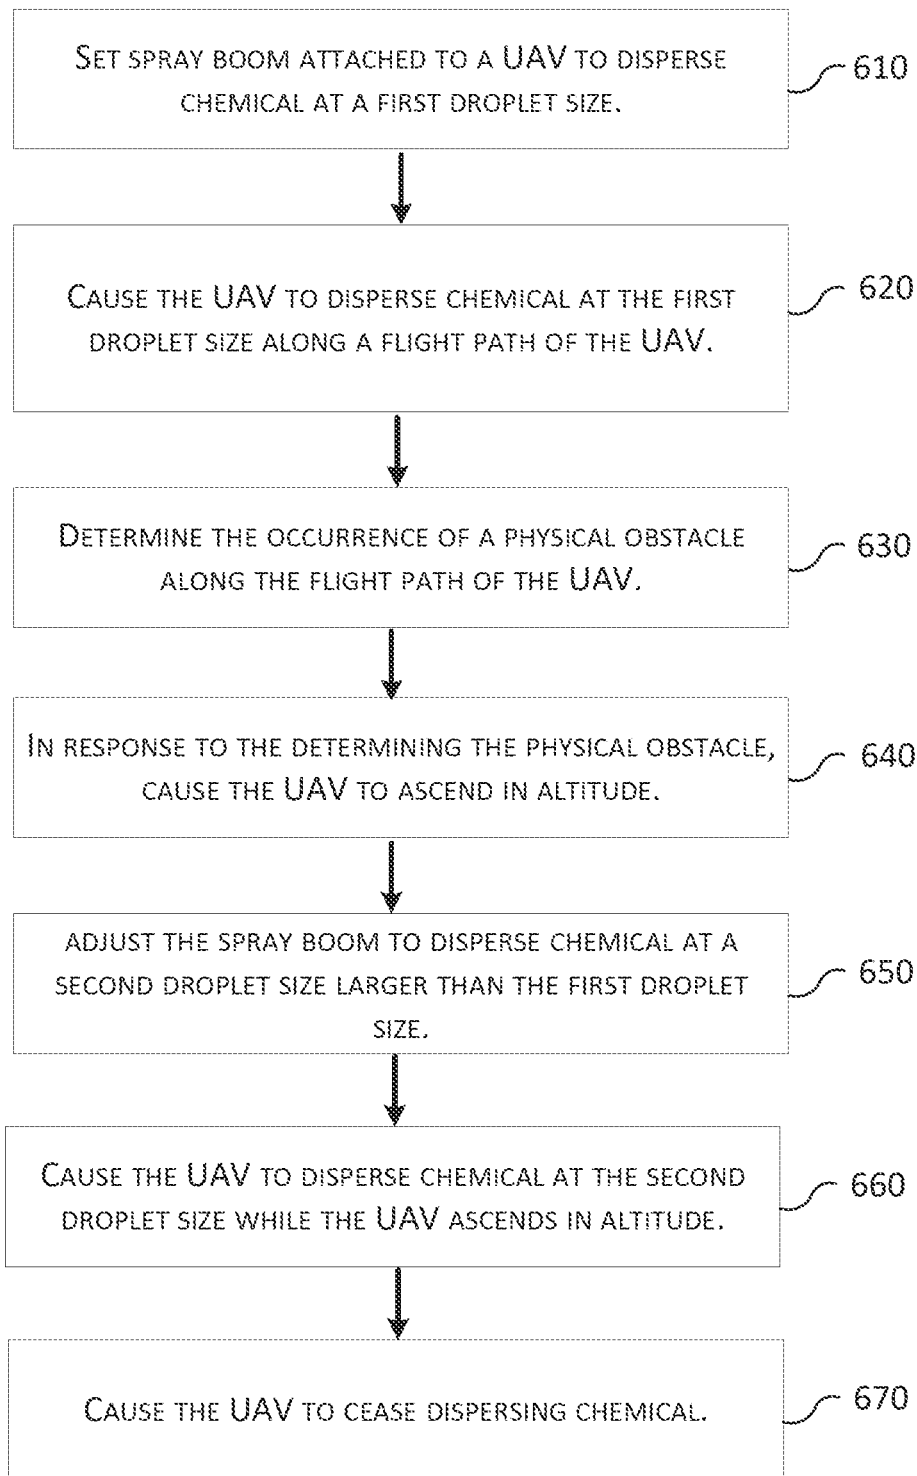 SET SPRAY BOOM ATTACHED TO A UAV TO DISPERSE
CHEMICAL AT A FIRST DROPLET SIZE.
610
CAUSE THE UAV TO DISPERSE CHEMICAL AT THE FIRST
DROPLET SIZE ALONG A FLIGHT PATH OF THE UAV.
620
DETERMINE THE OCCURRENCE OF A PHYSICAL OBSTACLE
ALONG THE FLIGHT PATH OF THE UAV.
630
IN RESPONSE TO THE DETERMINING THE PHYSICAL OBSTACLE,
CAUSE THE UAV TO ASCEND IN ALTITUDE.
640
ADJUST THE SPRAY BOOM TO DISPERSE CHEMICAL AT A
SECOND DROPLET SIZE LARGER THAN THE FIRST DROPLET
SIZE.
650
CAUSE THE UAV TO DISPERSE CHEMICAL AT THE SECOND
DROPLET SIZE WHILE THE UAV ASCENDS IN ALTITUDE.
660
CAUSE THE UAV TO CEASE DISPERSING CHEMICAL.
670